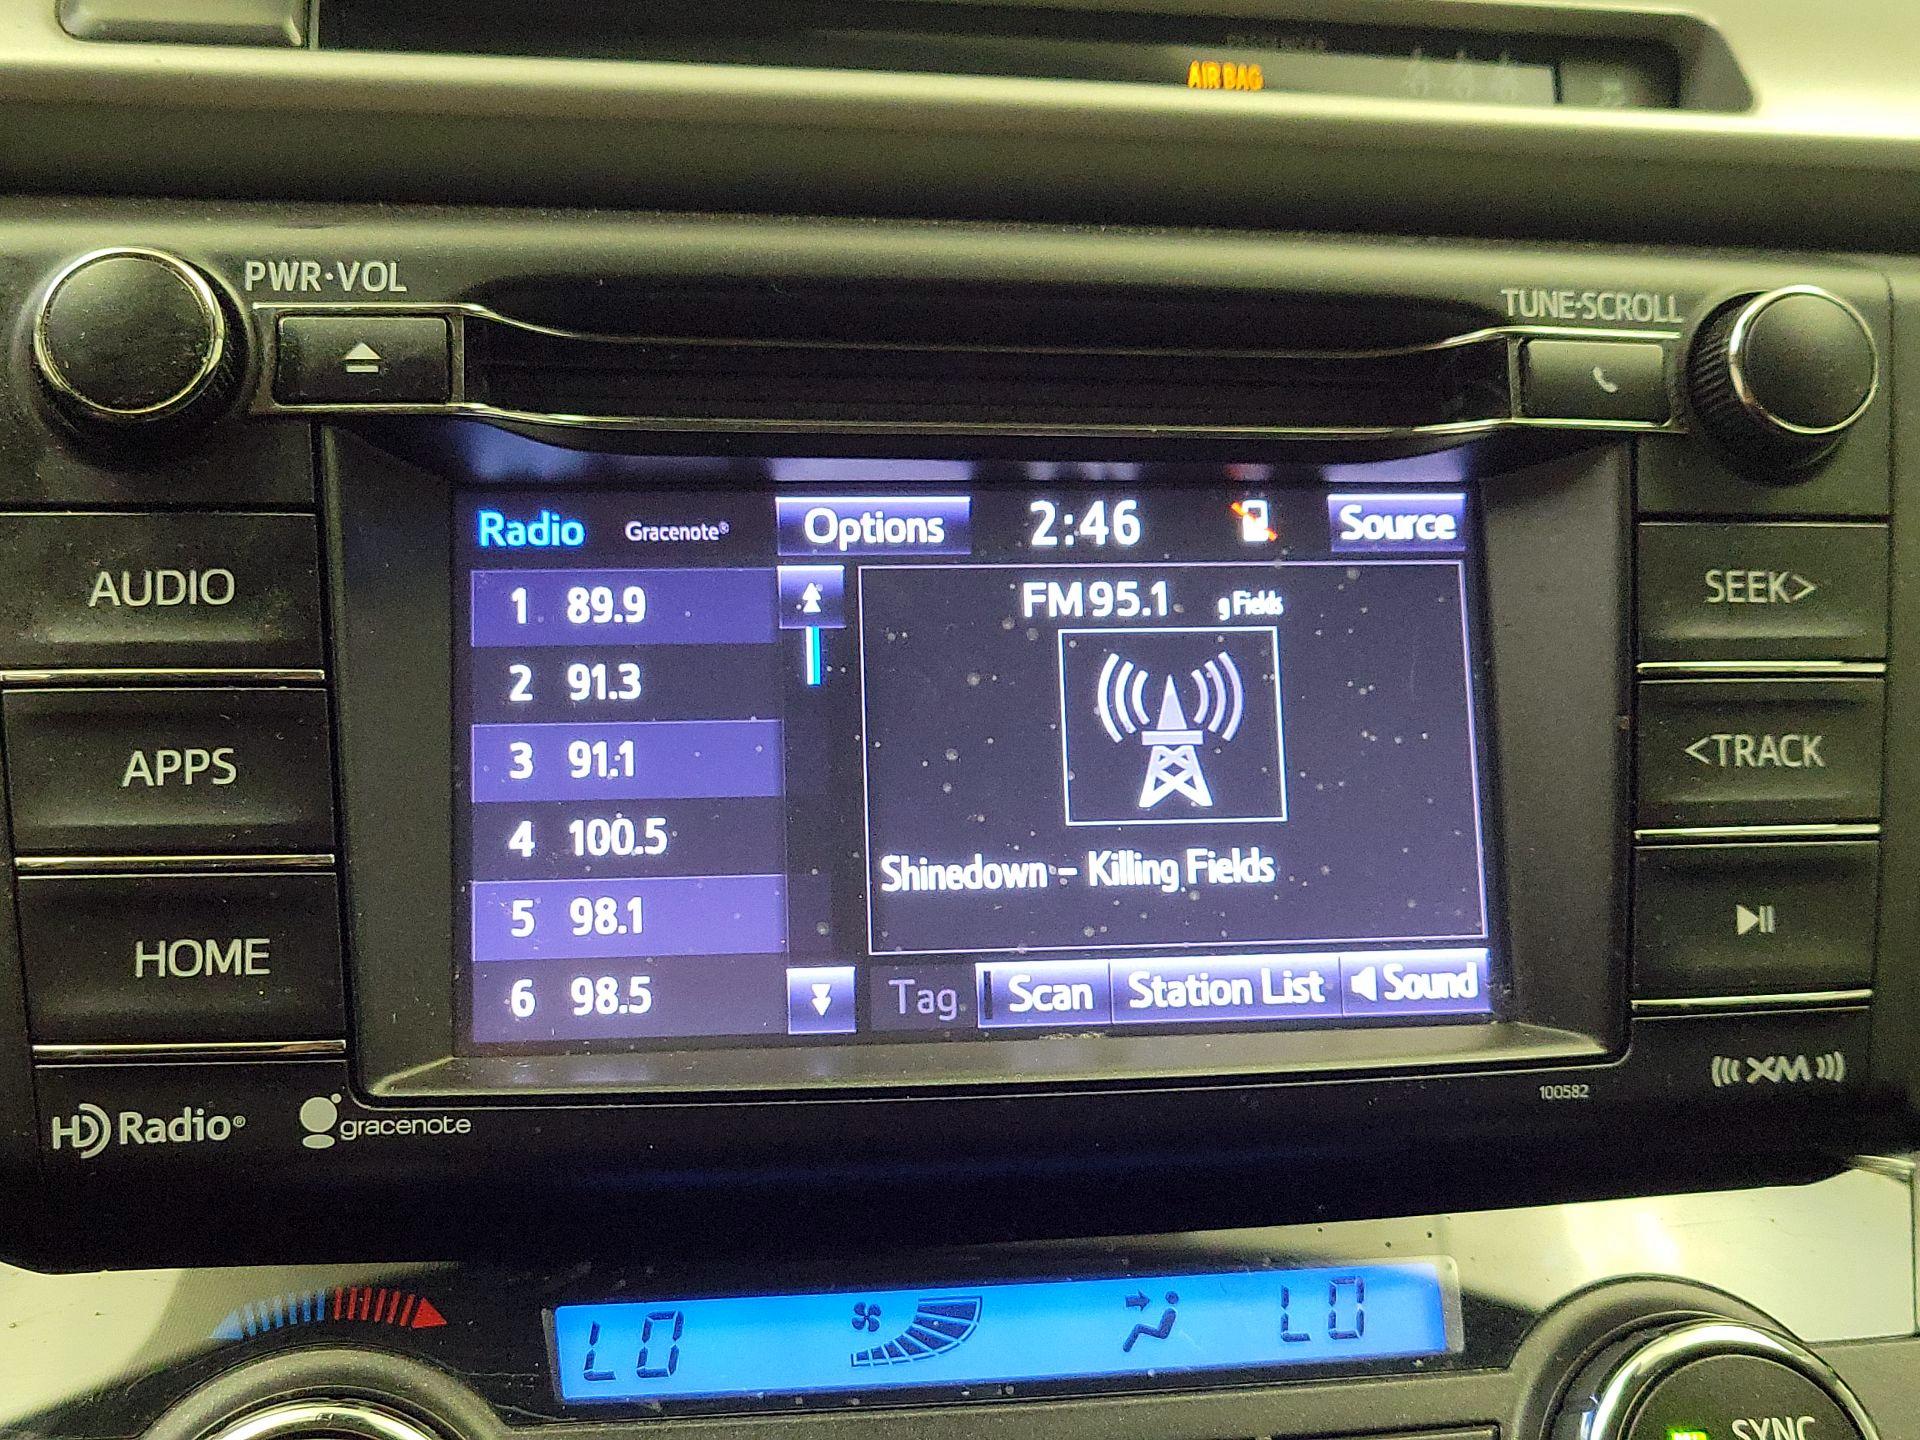 AIR BAG
PWR·VOL
TUNE·SCROLL
Radio Gracenote® Options 2:46 Source
AUDIO
SEEK>
1 89.9
FM 95.1 g Fields
2 91.3
APPS
<TRACK
3 91.1
4 100.5
Shinedown - Killing Fields
HOME
5 98.1
6 98.5
Tag Scan Station List Sound
HD Radio® gracenote
100582
XM
LO LO
SYNC